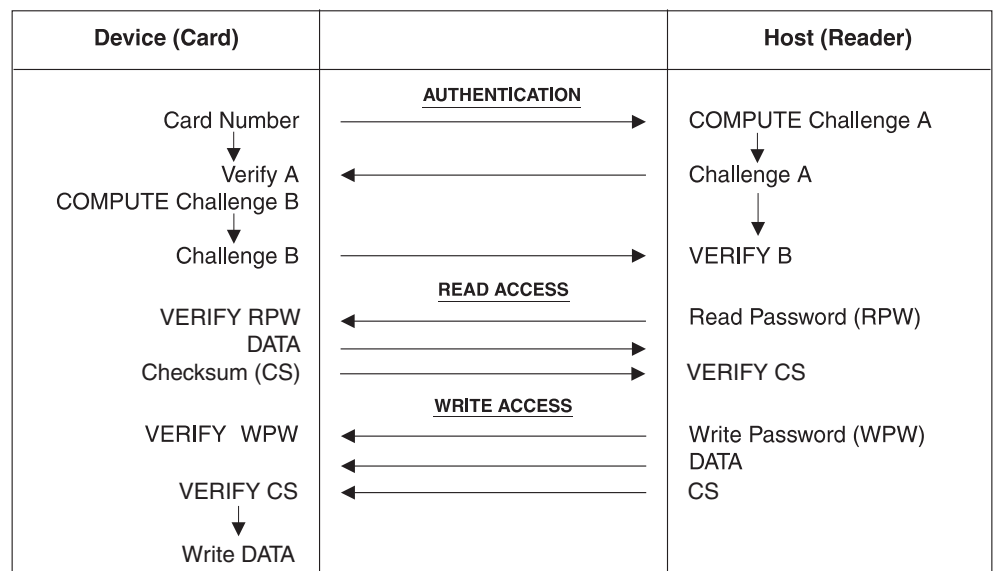 Device (Card) Host (Reader)
AUTHENTICATION
Card Number COMPUTE Challenge A
Verify A Challenge A
COMPUTE Challenge B
Challenge B VERIFY B
READ ACCESS
VERIFY RPW Read Password (RPW)
DATA
Checksum (CS) VERIFY CS
WRITE ACCESS
VERIFY WPW Write Password (WPW)
DATA
VERIFY CS CS
Write DATA